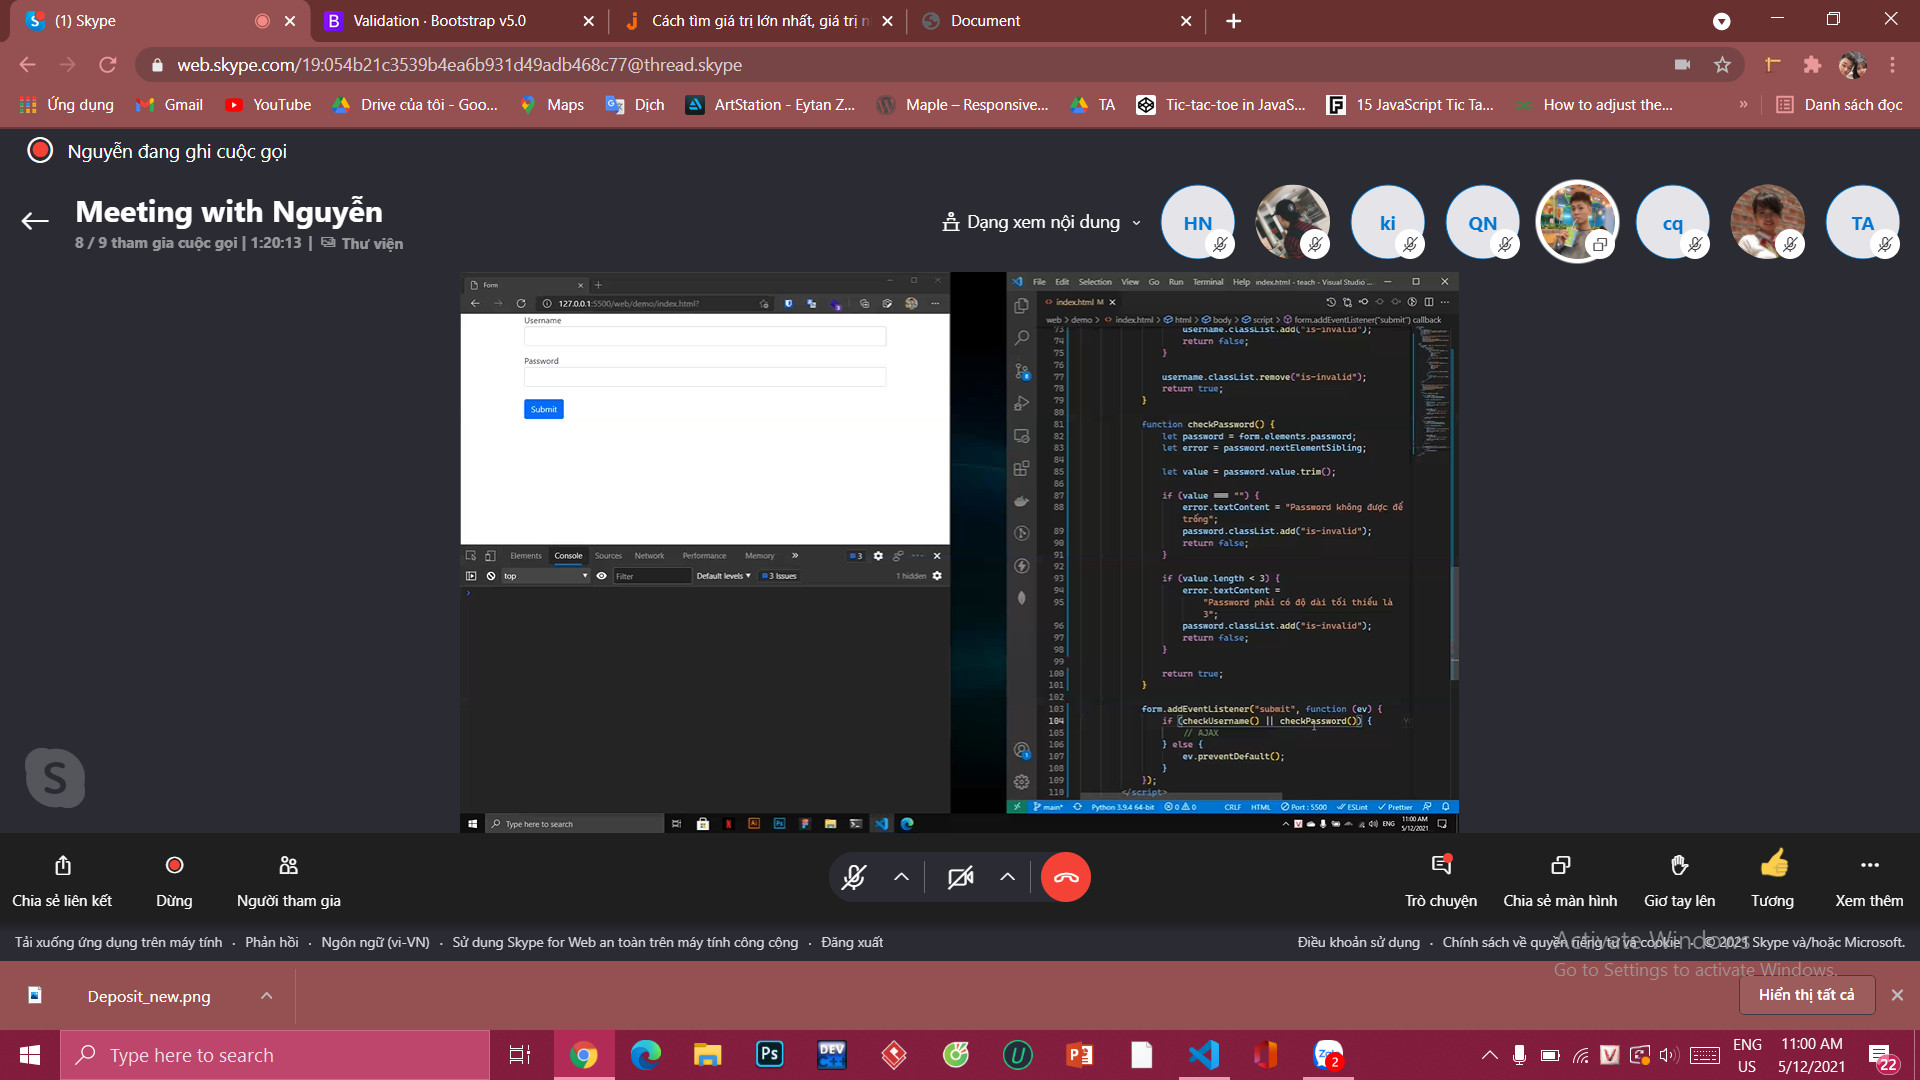 (1) Skype
Validation · Bootstrap v5.0
Cách tìm giá trị lớn nhất, giá trị n
Document
web.skype.com/19:054b21c3539b4ea6b931d49adb468c77@thread.skype
Ứng dụng
Gmail
YouTube
Drive của tôi - Goo...
Maps
Dịch
ArtStation - Eytan Z...
Maple – Responsive...
TA
Tic-tac-toe in JavaS...
15 JavaScript Tic Ta...
How to adjust the...
»
Danh sách đọc
Nguyễn đang ghi cuộc gọi
Meeting with Nguyễn
8 / 9 tham gia cuộc gọi | 1:20:13 | Thư viện
Dạng xem nội dung
HN
ki
QN
cq
TA
Form
127.0.0.1:5500/web/demo/index.html?
Username
Password
Submit
Elements Console Sources Network Performance Memory » 3
top Filter Default levels 3 Issues 1 hidden
Type here to search
File Edit Selection View Go Run Terminal Help index.html - teach - Visual Studio ...
index.html M
web > demo > index.html > html > body > script > form.addEventListener("submit") callback
73 username.classList.add("is-invalid");
74 return false;
75 }
76
77 username.classList.remove("is-invalid");
78 return true;
79 }
80
81 function checkPassword() {
82 let password = form.elements.password;
83 let error = password.nextElementSibling;
84
85 let value = password.value.trim();
86
87 if (value === "") {
88 error.textContent = "Password không được để
trống";
89 password.classList.add("is-invalid");
90 return false;
91 }
92
93 if (value.length < 3) {
94 error.textContent =
95 "Password phải có độ dài tối thiểu là
3";
96 password.classList.add("is-invalid");
97 return false;
98 }
99
100 return true;
101 }
102
103 form.addEventListener("submit", function (ev) {
104 if (checkUsername() || checkPassword()) {
105 // AJAX
106 } else {
107 ev.preventDefault();
108 }
109 });
110 </script>
main* Python 3.9.4 64-bit 0 0 CRLF HTML Port : 5500 ESLint Prettier
ENG 11:00 AM
5/12/2021
Chia sẻ liên kết
Dừng
Người tham gia
Trò chuyện
Chia sẻ màn hình
Giơ tay lên
Tương
Xem thêm
Tải xuống ứng dụng trên máy tính · Phản hồi · Ngôn ngữ (vi-VN) · Sử dụng Skype for Web an toàn trên máy tính công cộng · Đăng xuất
Điều khoản sử dụng · Chính sách về quyền riêng tư và cookie · © 2021 Skype và/hoặc Microsoft.
Activate Windows
Go to Settings to activate Windows.
Deposit_new.png
Hiển thị tất cả
Type here to search
ENG
US
11:00 AM
5/12/2021
22